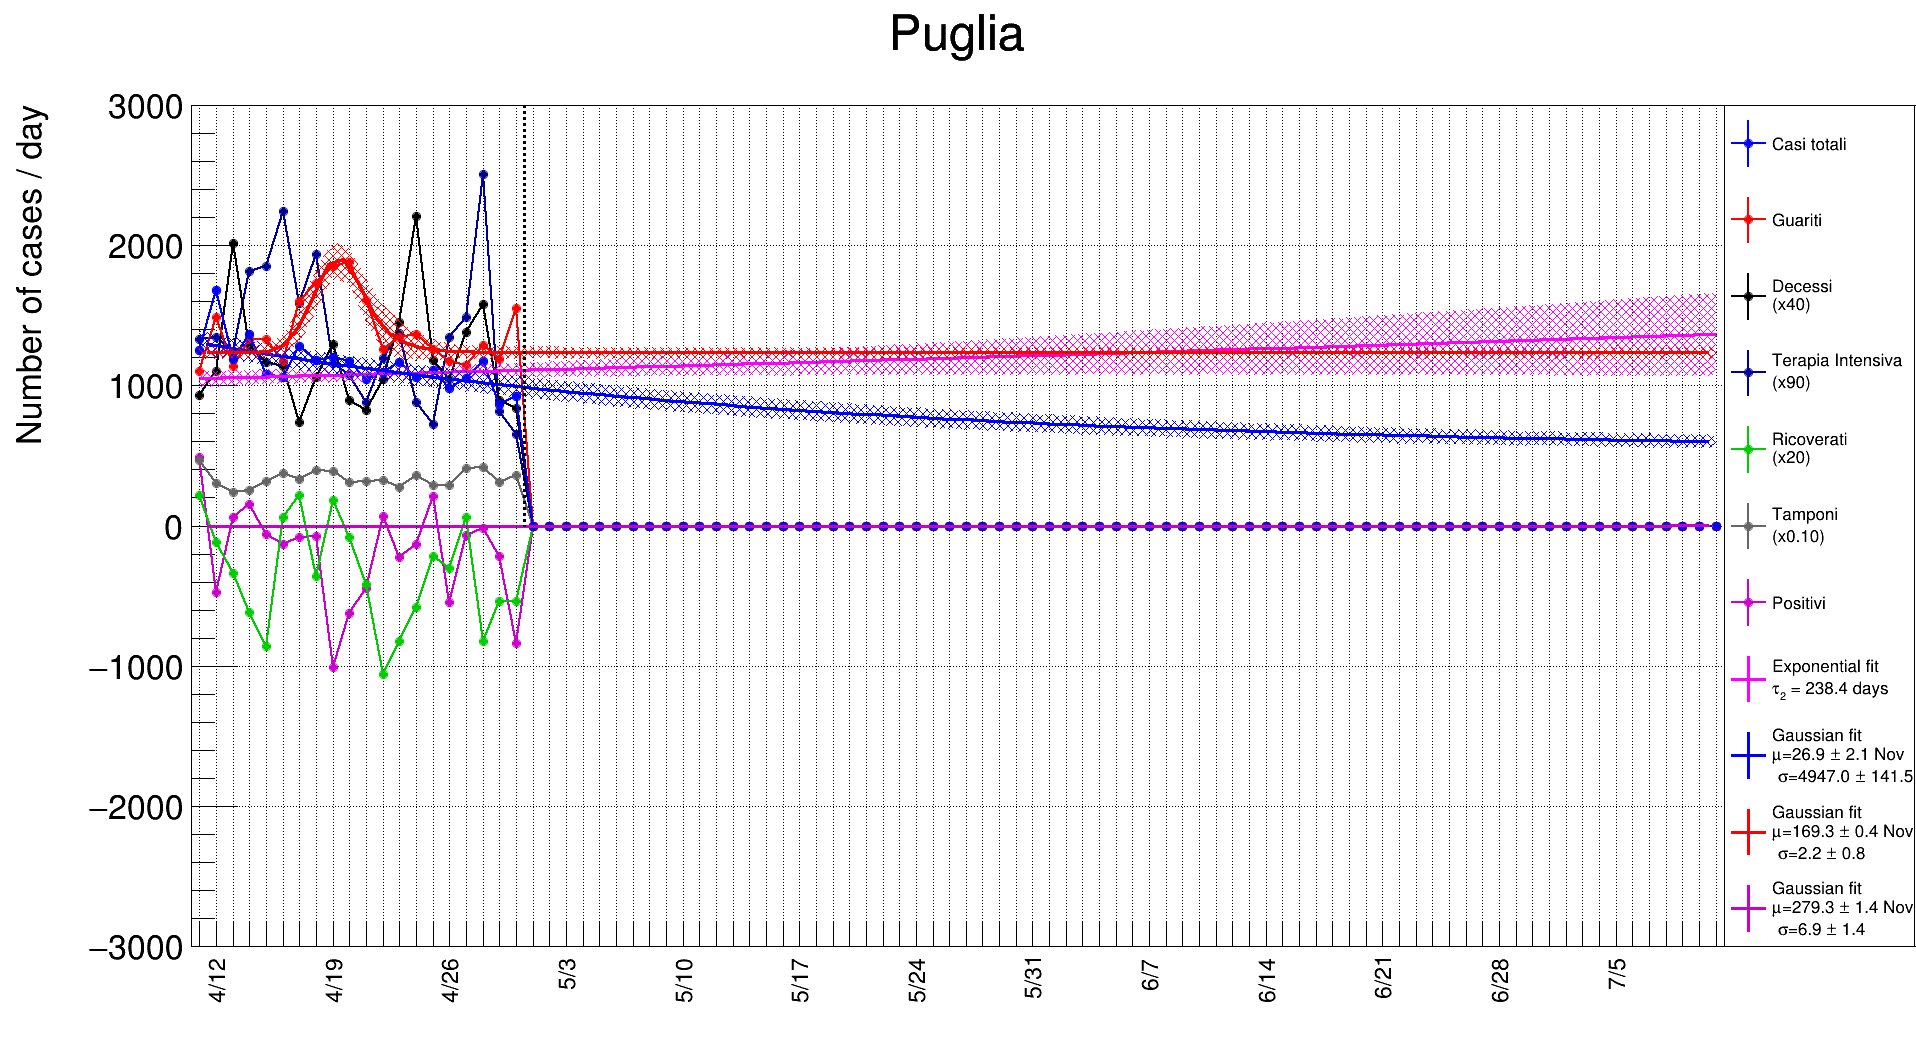 Puglia
Number of cases / day
3000
2000
1000
0
−1000
−2000
−3000
4/12
4/19
4/26
5/3
5/10
5/17
5/24
5/31
6/7
6/14
6/21
6/28
7/5
Casi totali
Guariti
Decessi
(x40)
Terapia Intensiva
(x90)
Ricoverati
(x20)
Tamponi
(x0.10)
Positivi
Exponential fit
τ2 = 238.4 days
Gaussian fit
μ=26.9 ± 2.1 Nov
σ=4947.0 ± 141.5
Gaussian fit
μ=169.3 ± 0.4 Nov
σ=2.2 ± 0.8
Gaussian fit
μ=279.3 ± 1.4 Nov
σ=6.9 ± 1.4